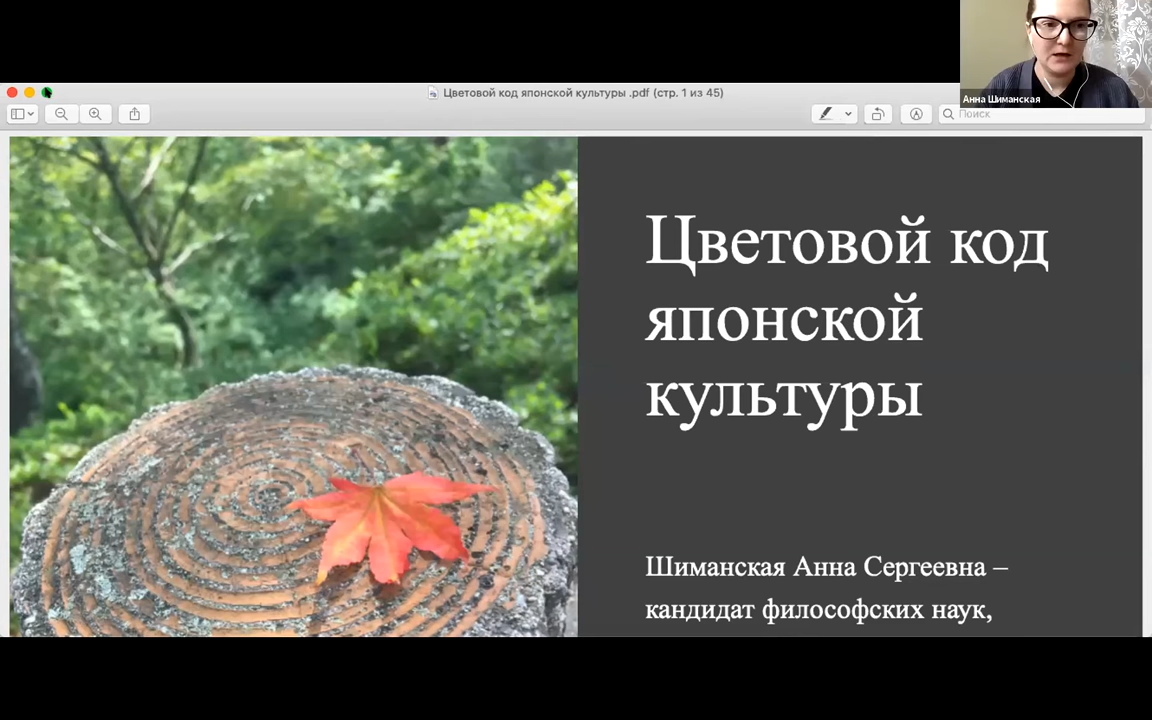 Анна Шиманская
Цветовой код японской культуры .pdf (стр. 1 из 45)
Поиск
Цветовой код
японской
культуры
Шиманская Анна Сергеевна –
кандидат философских наук,